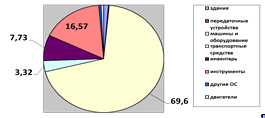 здания
передаточные
устройства
машины и
оборудование
транспортные
средства
инвентарь
инструменты
другие ОС
двигатели
16,57
7,73
3,32
69,6